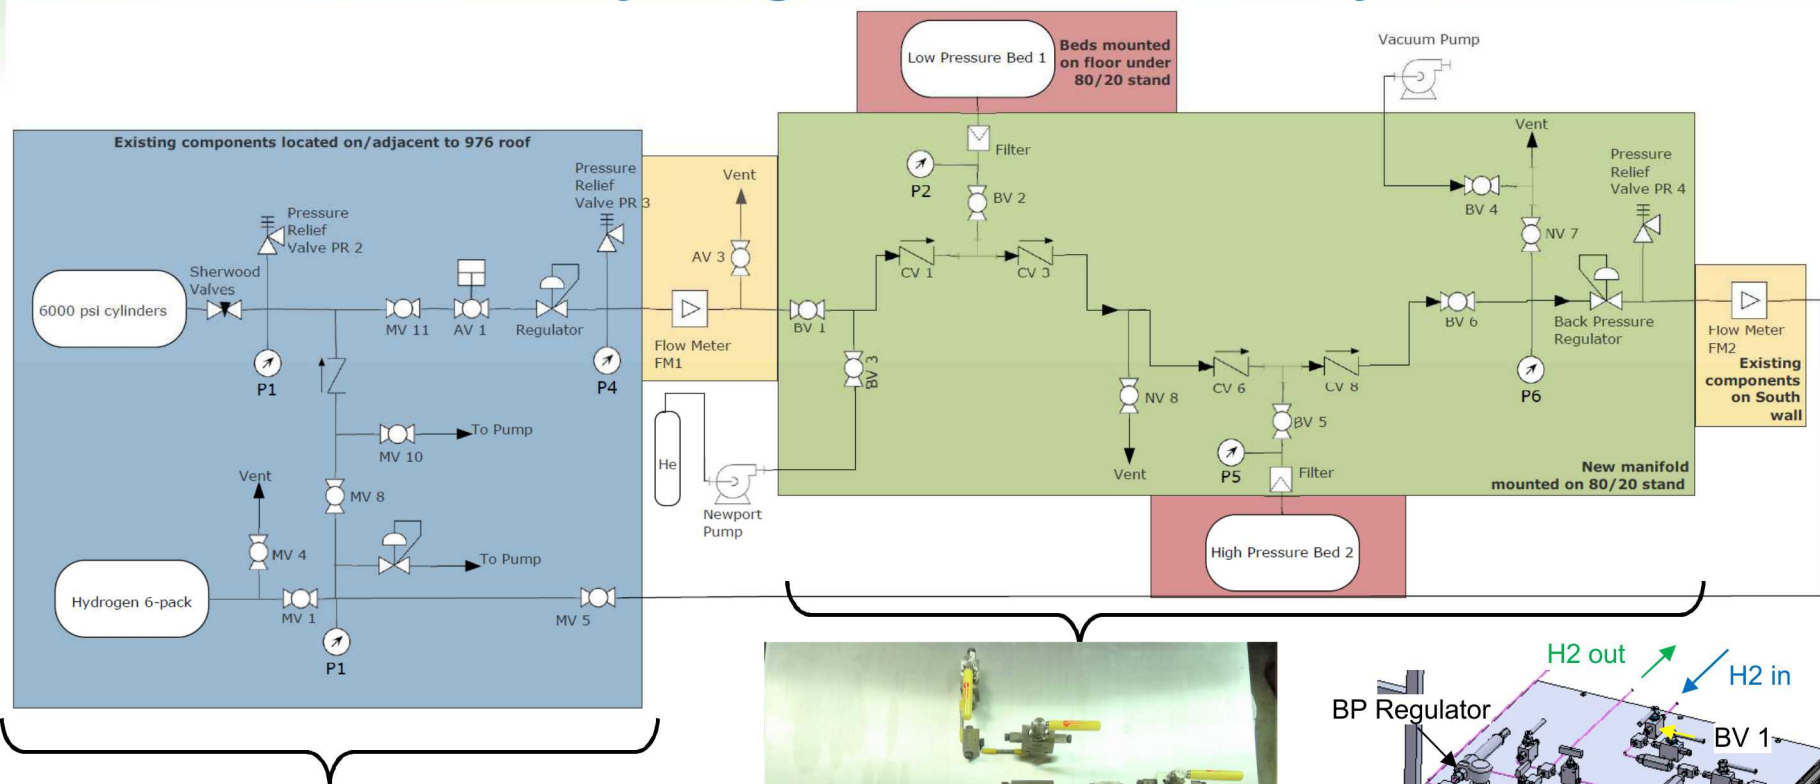 Low Pressure Bed 1
Beds mounted
on floor under
80/20 stand
Vacuum Pump
Existing components located on/adjacent to 976 roof
Pressure
Relief
Valve PR 2
Pressure
Relief
Valve PR 3
Sherwood
Valves
6000 psi cylinders
MV 11
AV 1
Regulator
P1
P4
MV 10
To Pump
Vent
MV 8
MV 4
To Pump
Hydrogen 6-pack
MV 1
MV 5
P1
Vent
AV 3
Flow Meter
FM1
He
Newport
Pump
Filter
P2
BV 2
CV 1
CV 3
BV 1
BV 3
NV 8
Vent
CV 6
CV 8
BV 5
P5
Filter
High Pressure Bed 2
Vent
BV 4
NV 7
Pressure
Relief
Valve PR 4
BV 6
Back Pressure
Regulator
P6
New manifold
mounted on 80/20 stand
Flow Meter
FM2
Existing
components
on South
wall
H2 out
H2 in
BP Regulator
BV 1